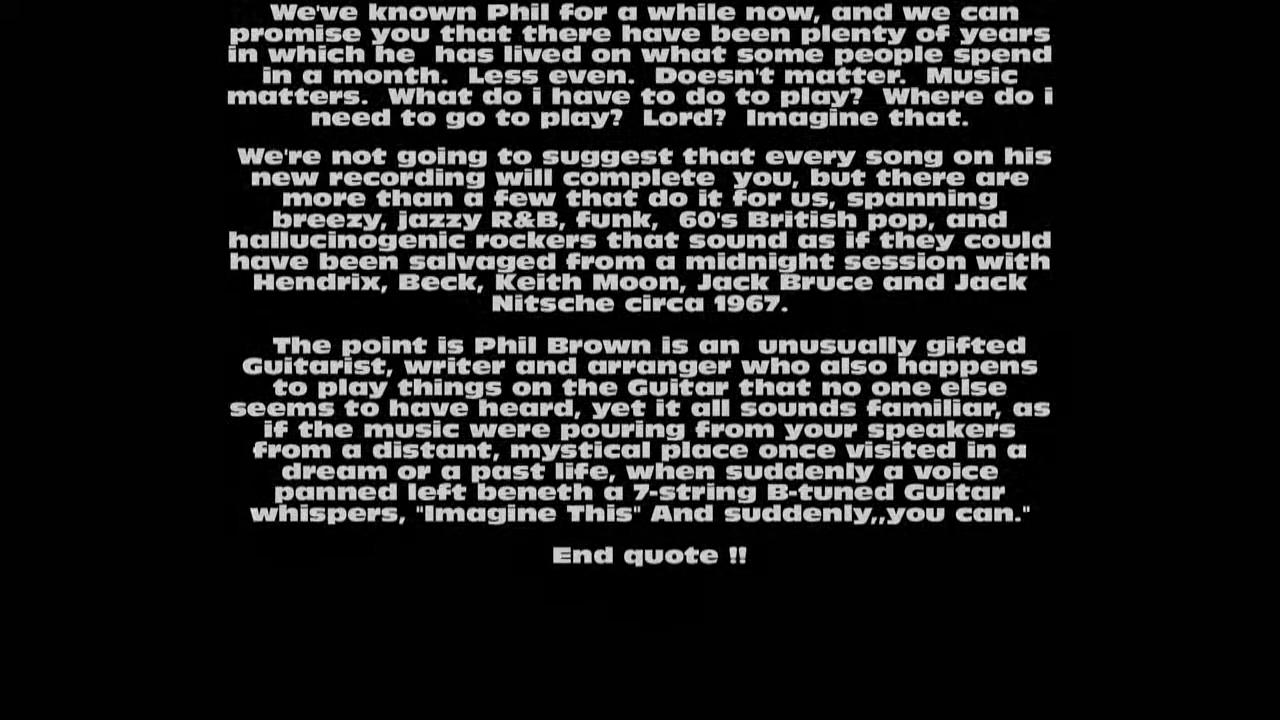 We've known Phil for a while now, and we can
promise you that there have been plenty of years
in which he  has lived on what some people spend
in a month.  Less even.  Doesn't matter.  Music
matters.  What do i have to do to play?  Where do i
need to go to play?  Lord?  Imagine that.
We're not going to suggest that every song on his
new recording will complete  you, but there are
more than a few that do it for us, spanning
breezy, jazzy R&B, funk,  60's British pop, and
hallucinogenic rockers that sound as if they could
have been salvaged from a midnight session with
Hendrix, Beck, Keith Moon, Jack Bruce and Jack
Nitsche circa 1967.
The point is Phil Brown is an  unusually gifted
Guitarist, writer and arranger who also happens
to play things on the Guitar that no one else
seems to have heard, yet it all sounds familiar, as
if the music were pouring from your speakers
from a distant, mystical place once visited in a
dream or a past life, when suddenly a voice
panned left beneth a 7-string B-tuned Guitar
whispers, "Imagine This" And suddenly,,you can."
End quote !!